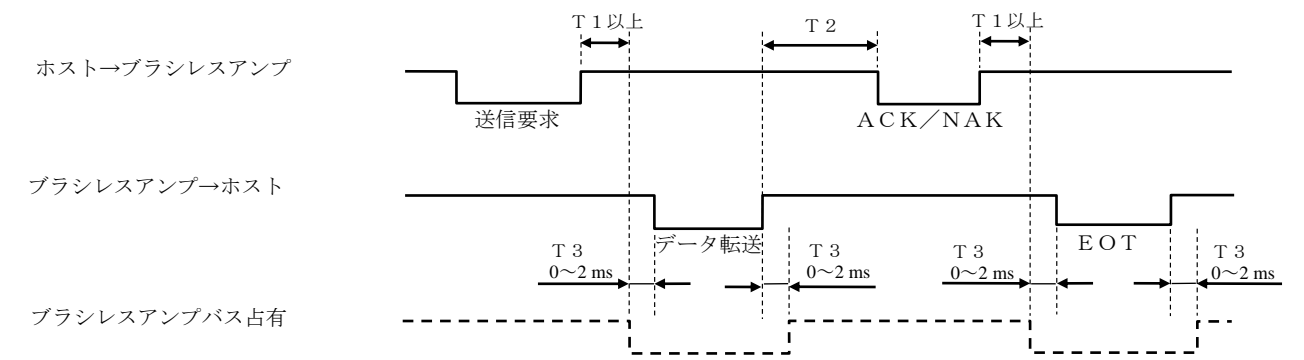 Ｔ１以上
Ｔ２
Ｔ１以上
ホスト→ブラシレスアンプ
送信要求
ＡＣＫ／ＮＡＫ
ブラシレスアンプ→ホスト
データ転送
ＥＯＴ
Ｔ３
0～2 ms
Ｔ３
0～2 ms
Ｔ３
0～2 ms
Ｔ３
0～2 ms
ブラシレスアンプバス占有